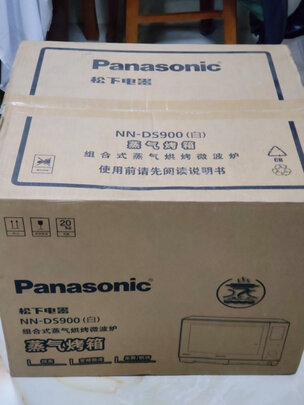 Panasonic
松下电器
NN-DS900(白)
蒸气烤箱
组合式蒸气烘烤微波炉
使用前请先阅读说明书
CB
20
Panasonic
松下电器
NN-DS900(白)
组合式蒸气烘烤微波炉
蒸气烤箱